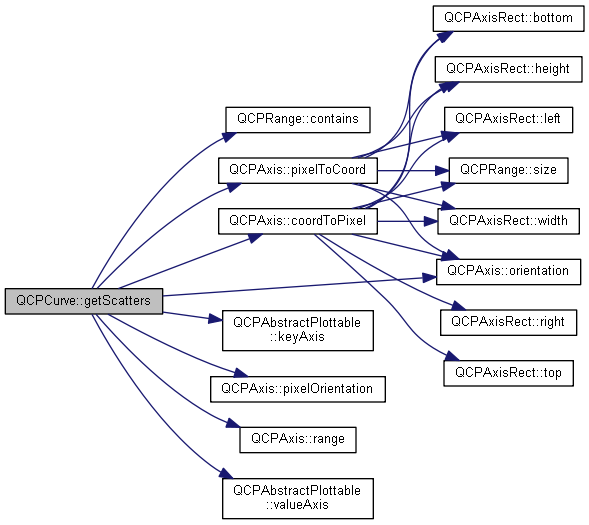 QCPCurve::getScatters
QCPRange::contains
QCPAxis::pixelToCoord
QCPAxis::coordToPixel
QCPAbstractPlottable
::keyAxis
QCPAxis::pixelOrientation
QCPAxis::range
QCPAbstractPlottable
::valueAxis
QCPAxisRect::bottom
QCPAxisRect::height
QCPAxisRect::left
QCPRange::size
QCPAxisRect::width
QCPAxis::orientation
QCPAxisRect::right
QCPAxisRect::top